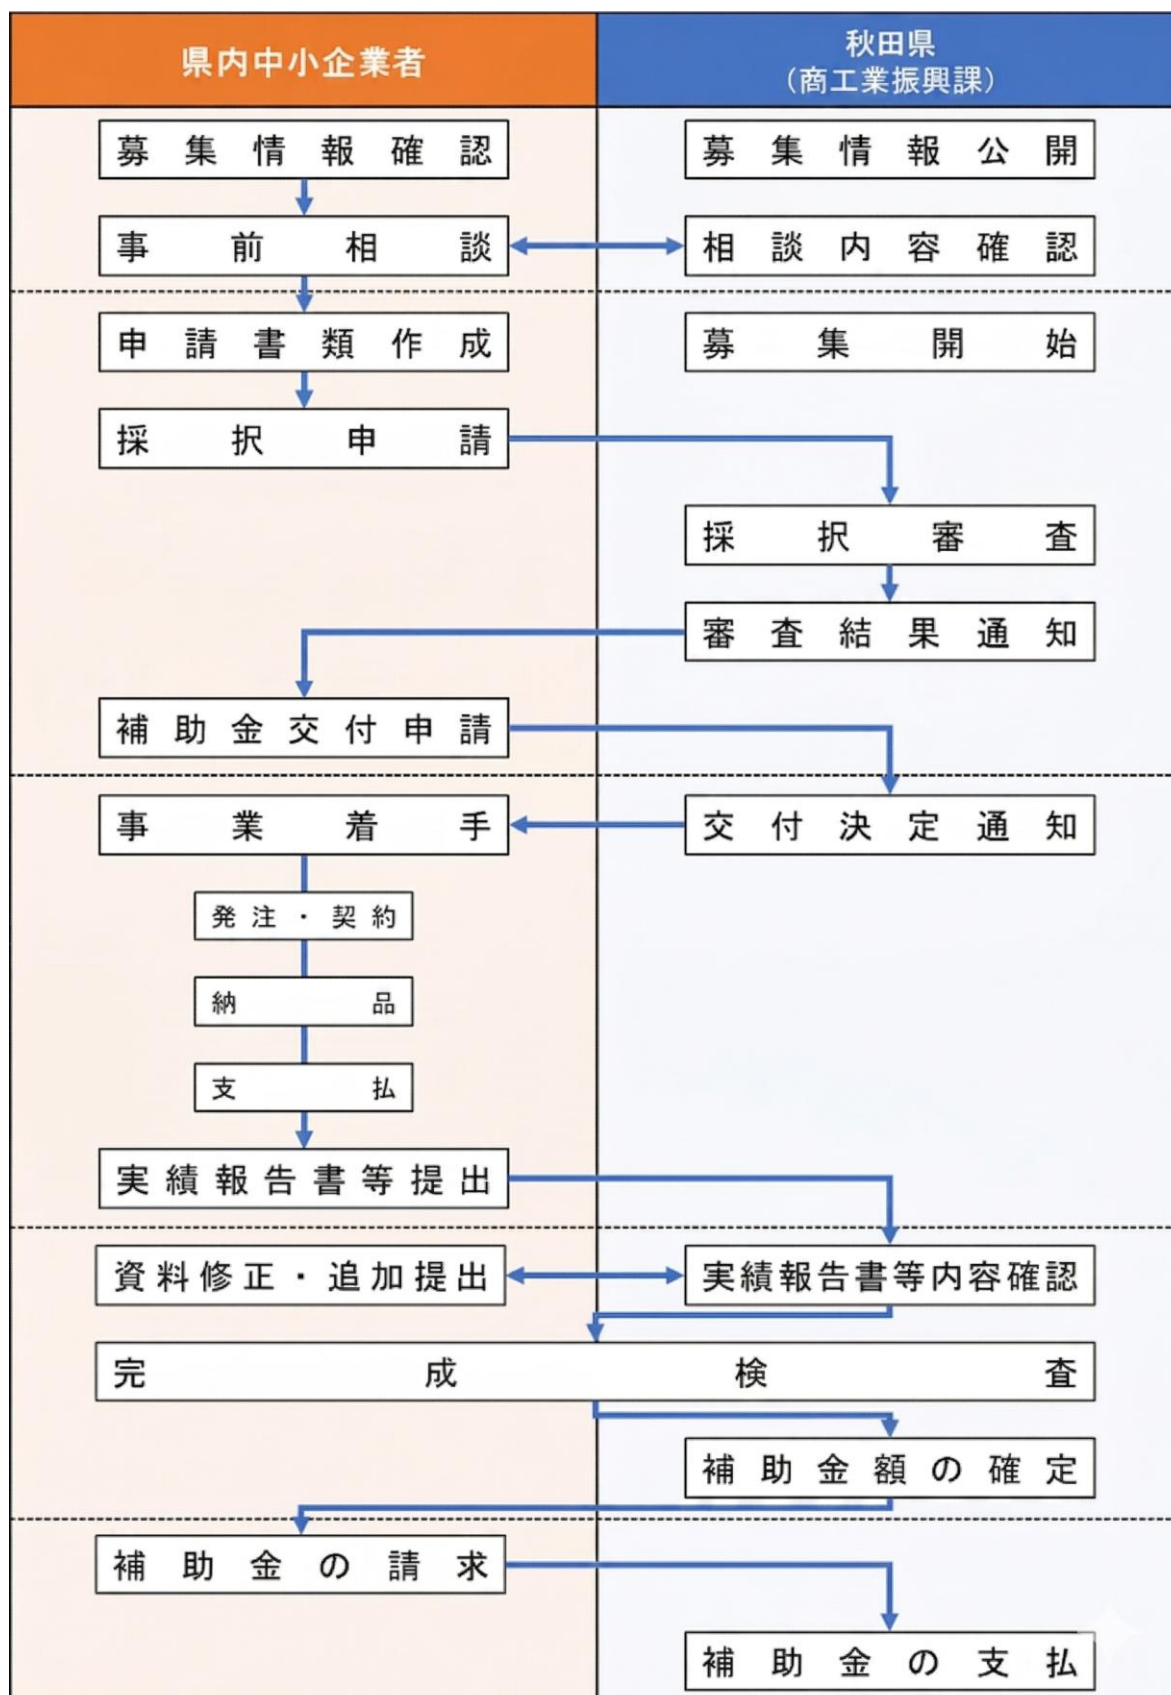 県内中小企業者
秋田県
（商工業振興課）
募集情報確認
募集情報公開
事前相談
相談内容確認
申請書類作成
募集開始
採択申請
採択審査
審査結果通知
補助金交付申請
事業着手
交付決定通知
発注・契約
納品
支払
実績報告書等提出
資料修正・追加提出
実績報告書等内容確認
完成検査
補助金額の確定
補助金の請求
補助金の支払